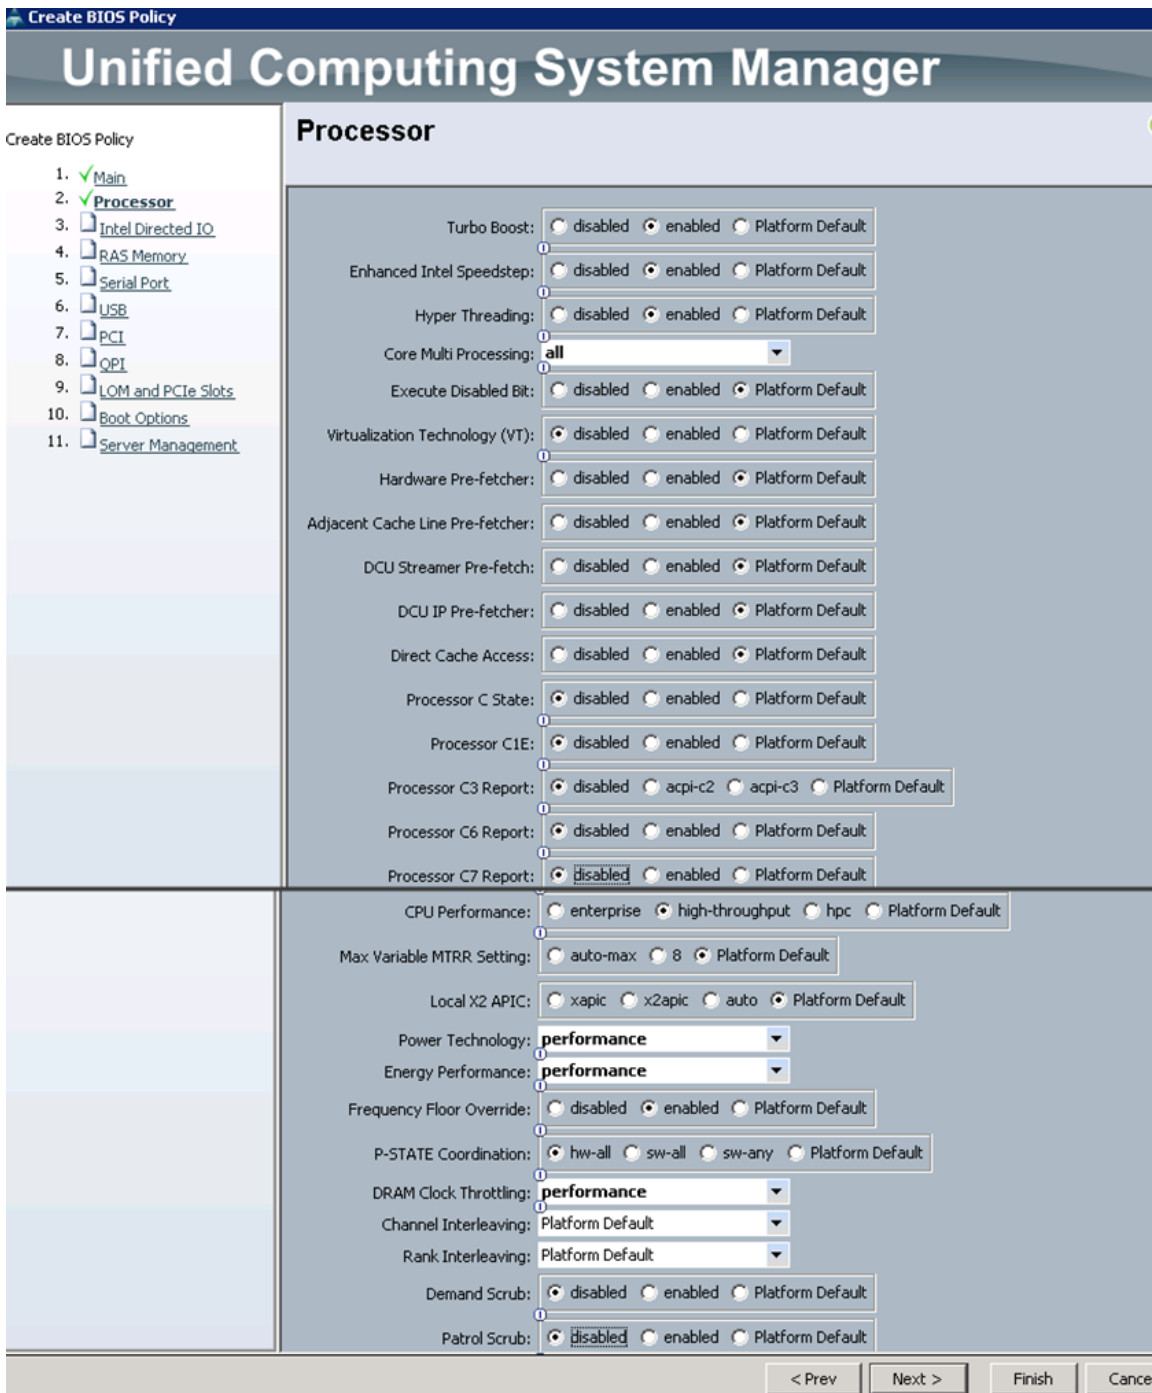 Create BIOS Policy
Unified Computing System Manager
Create BIOS Policy
1. Main
2. Processor
3. Intel Directed IO
4. RAS Memory
5. Serial Port
6. USB
7. PCI
8. QPI
9. LOM and PCIe Slots
10. Boot Options
11. Server Management
Processor
Turbo Boost: disabled enabled Platform Default
Enhanced Intel Speedstep: disabled enabled Platform Default
Hyper Threading: disabled enabled Platform Default
Core Multi Processing: all
Execute Disabled Bit: disabled enabled Platform Default
Virtualization Technology (VT): disabled enabled Platform Default
Hardware Pre-fetcher: disabled enabled Platform Default
Adjacent Cache Line Pre-fetcher: disabled enabled Platform Default
DCU Streamer Pre-fetch: disabled enabled Platform Default
DCU IP Pre-fetcher: disabled enabled Platform Default
Direct Cache Access: disabled enabled Platform Default
Processor C State: disabled enabled Platform Default
Processor C1E: disabled enabled Platform Default
Processor C3 Report: disabled acpi-c2 acpi-c3 Platform Default
Processor C6 Report: disabled enabled Platform Default
Processor C7 Report: disabled enabled Platform Default
CPU Performance: enterprise high-throughput hpc Platform Default
Max Variable MTRR Setting: auto-max 8 Platform Default
Local X2 APIC: xapic x2apic auto Platform Default
Power Technology: performance
Energy Performance: performance
Frequency Floor Override: disabled enabled Platform Default
P-STATE Coordination: hw-all sw-all sw-any Platform Default
DRAM Clock Throttling: performance
Channel Interleaving: Platform Default
Rank Interleaving: Platform Default
Demand Scrub: disabled enabled Platform Default
Patrol Scrub: disabled enabled Platform Default
< Prev Next > Finish Cance